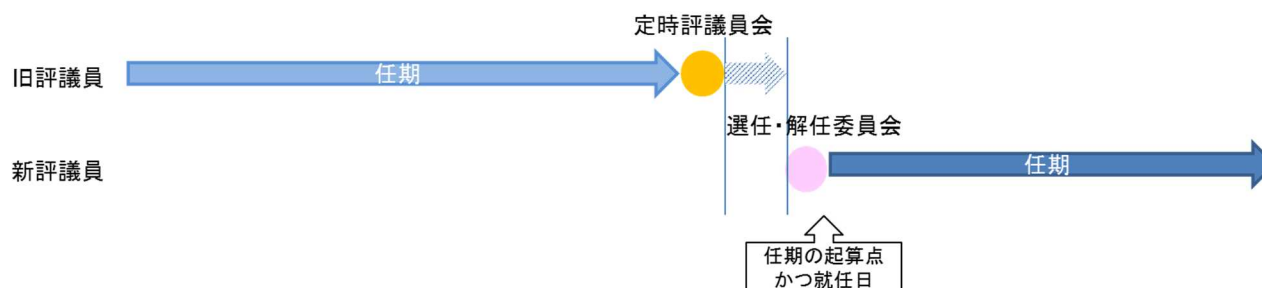 定時評議員会
旧評議員
任期
選任・解任委員会
新評議員
任期
任期の起算点
かつ就任日